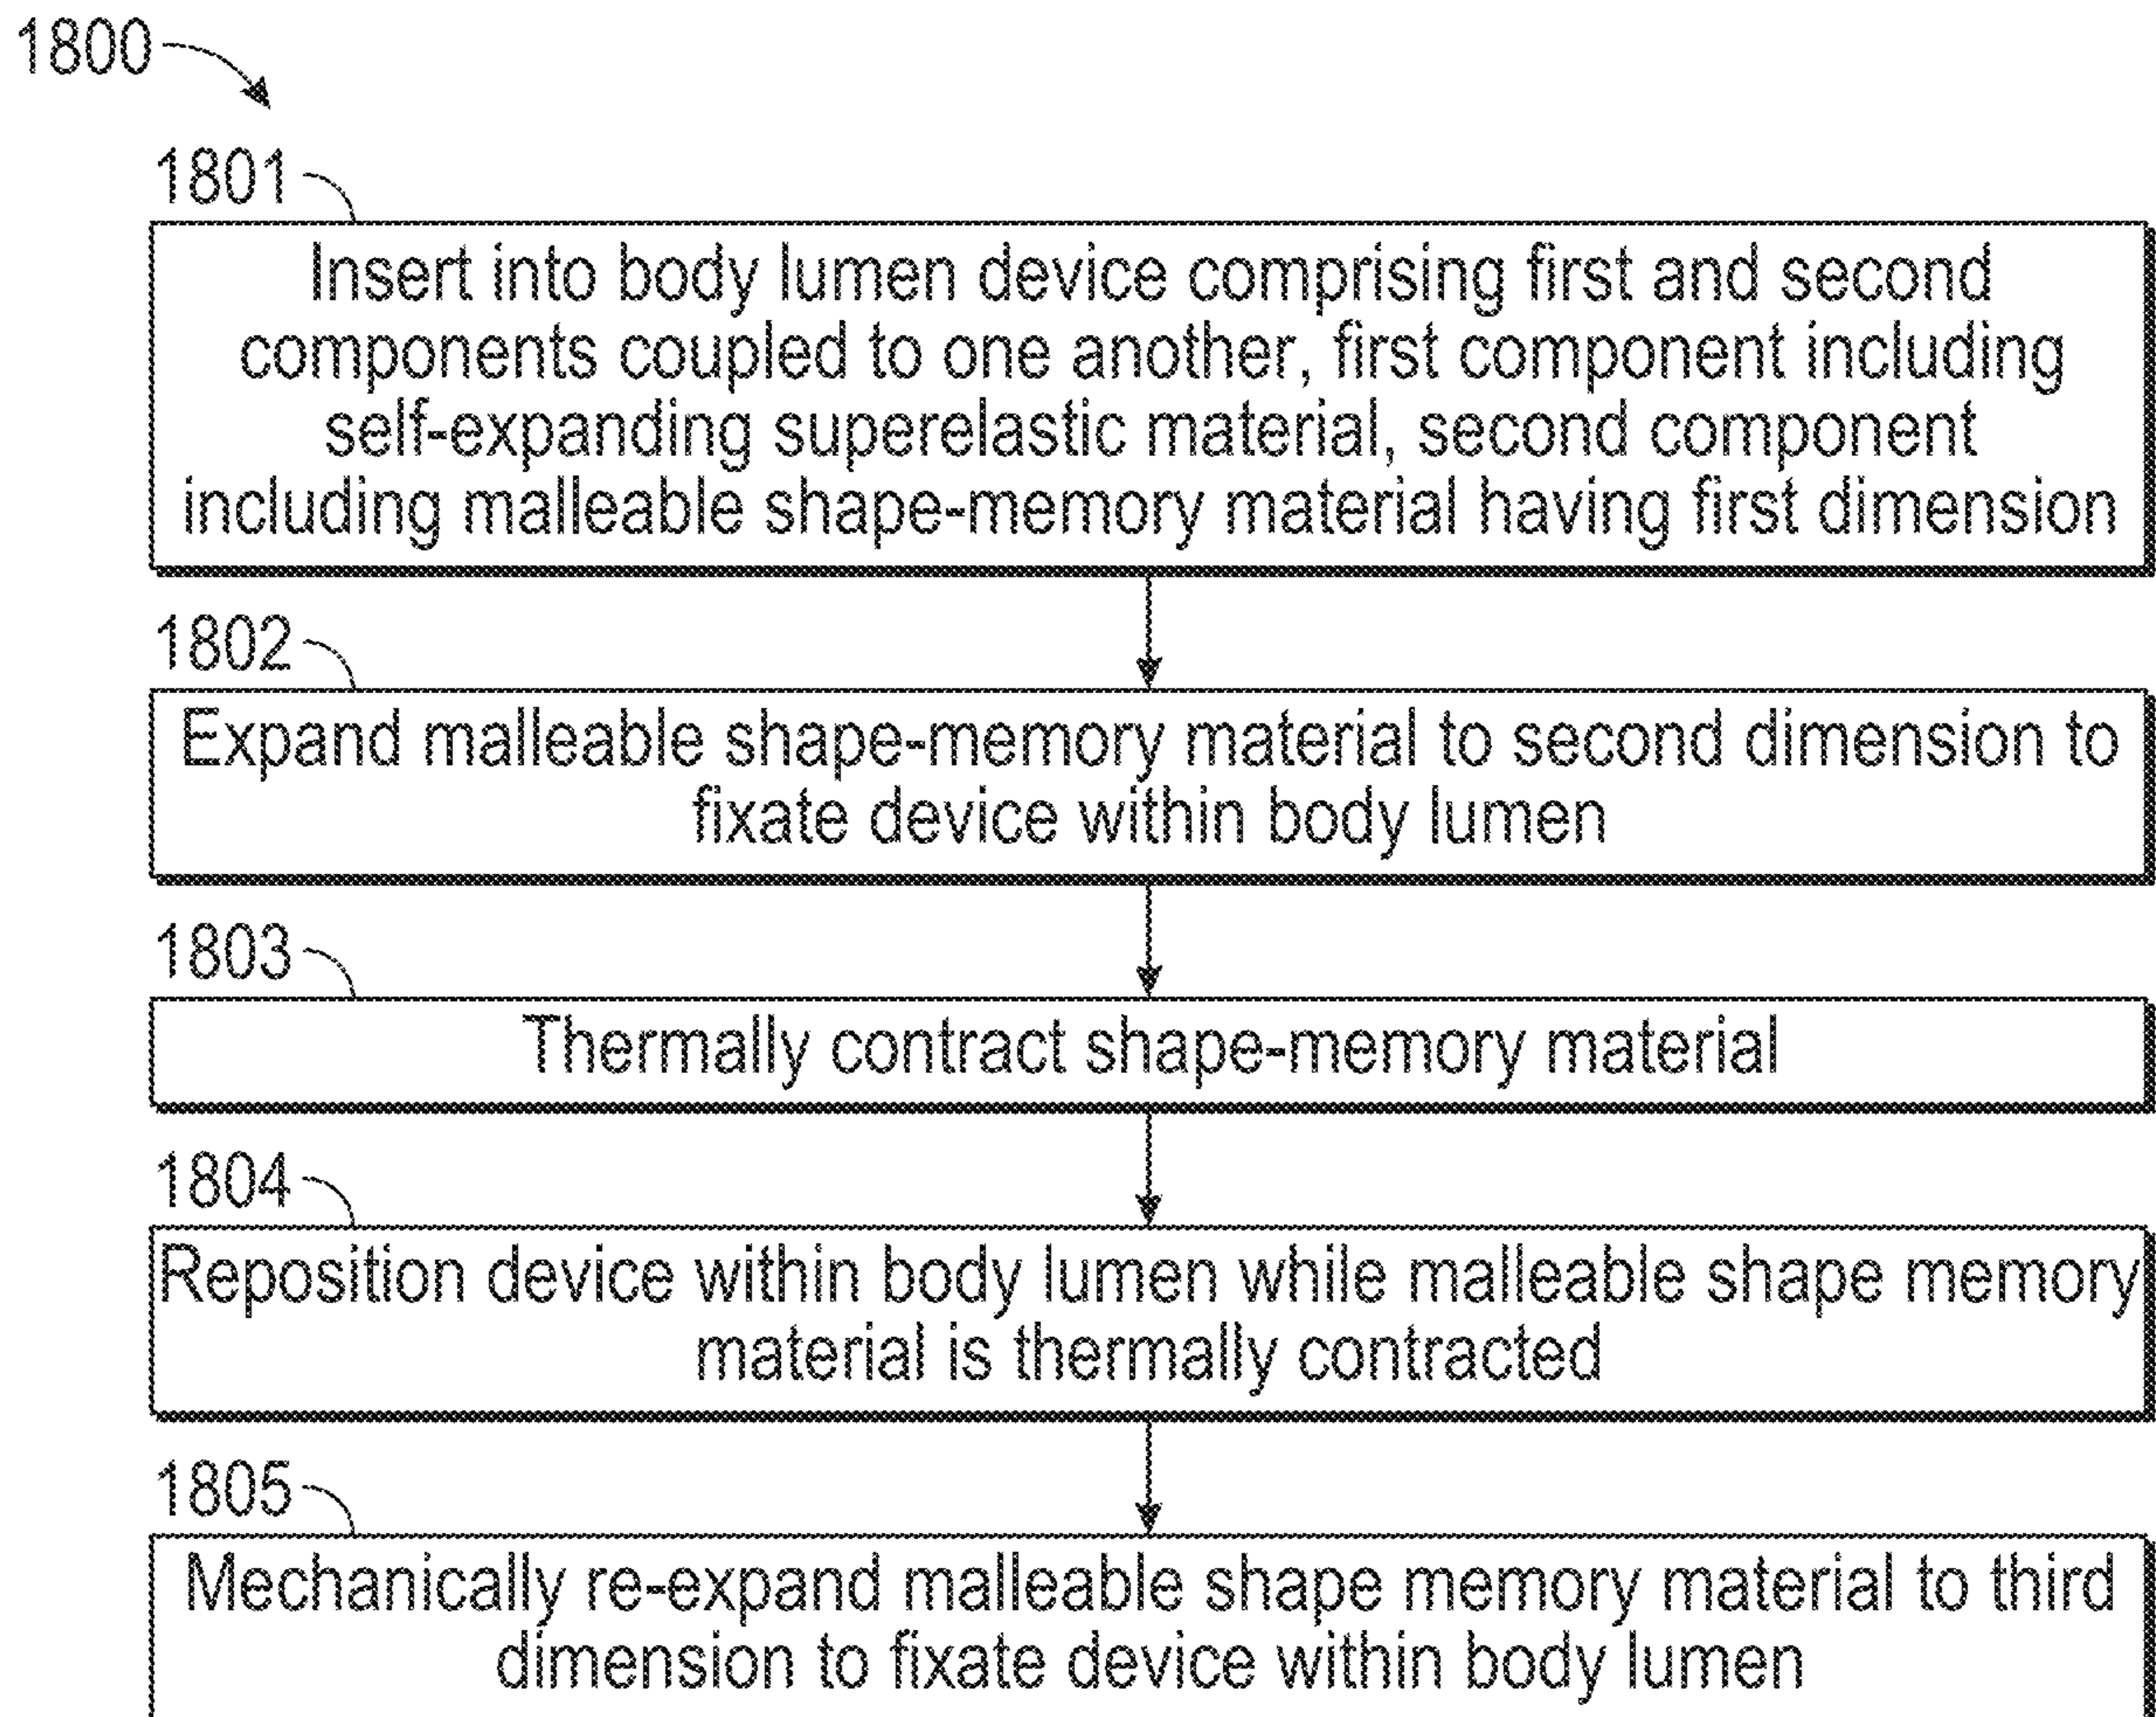 1800
1801
Insert into body lumen device comprising first and second
components coupled to one another, first component including
self-expanding superelastic material, second component
including malleable shape-memory material having first dimension
1802
Expand malleable shape-memory material to second dimension to
fixate device within body lumen
1803
Thermally contract shape-memory material
1804
Reposition device within body lumen while malleable shape memory
material is thermally contracted
1805
Mechanically re-expand malleable shape memory material to third
dimension to fixate device within body lumen